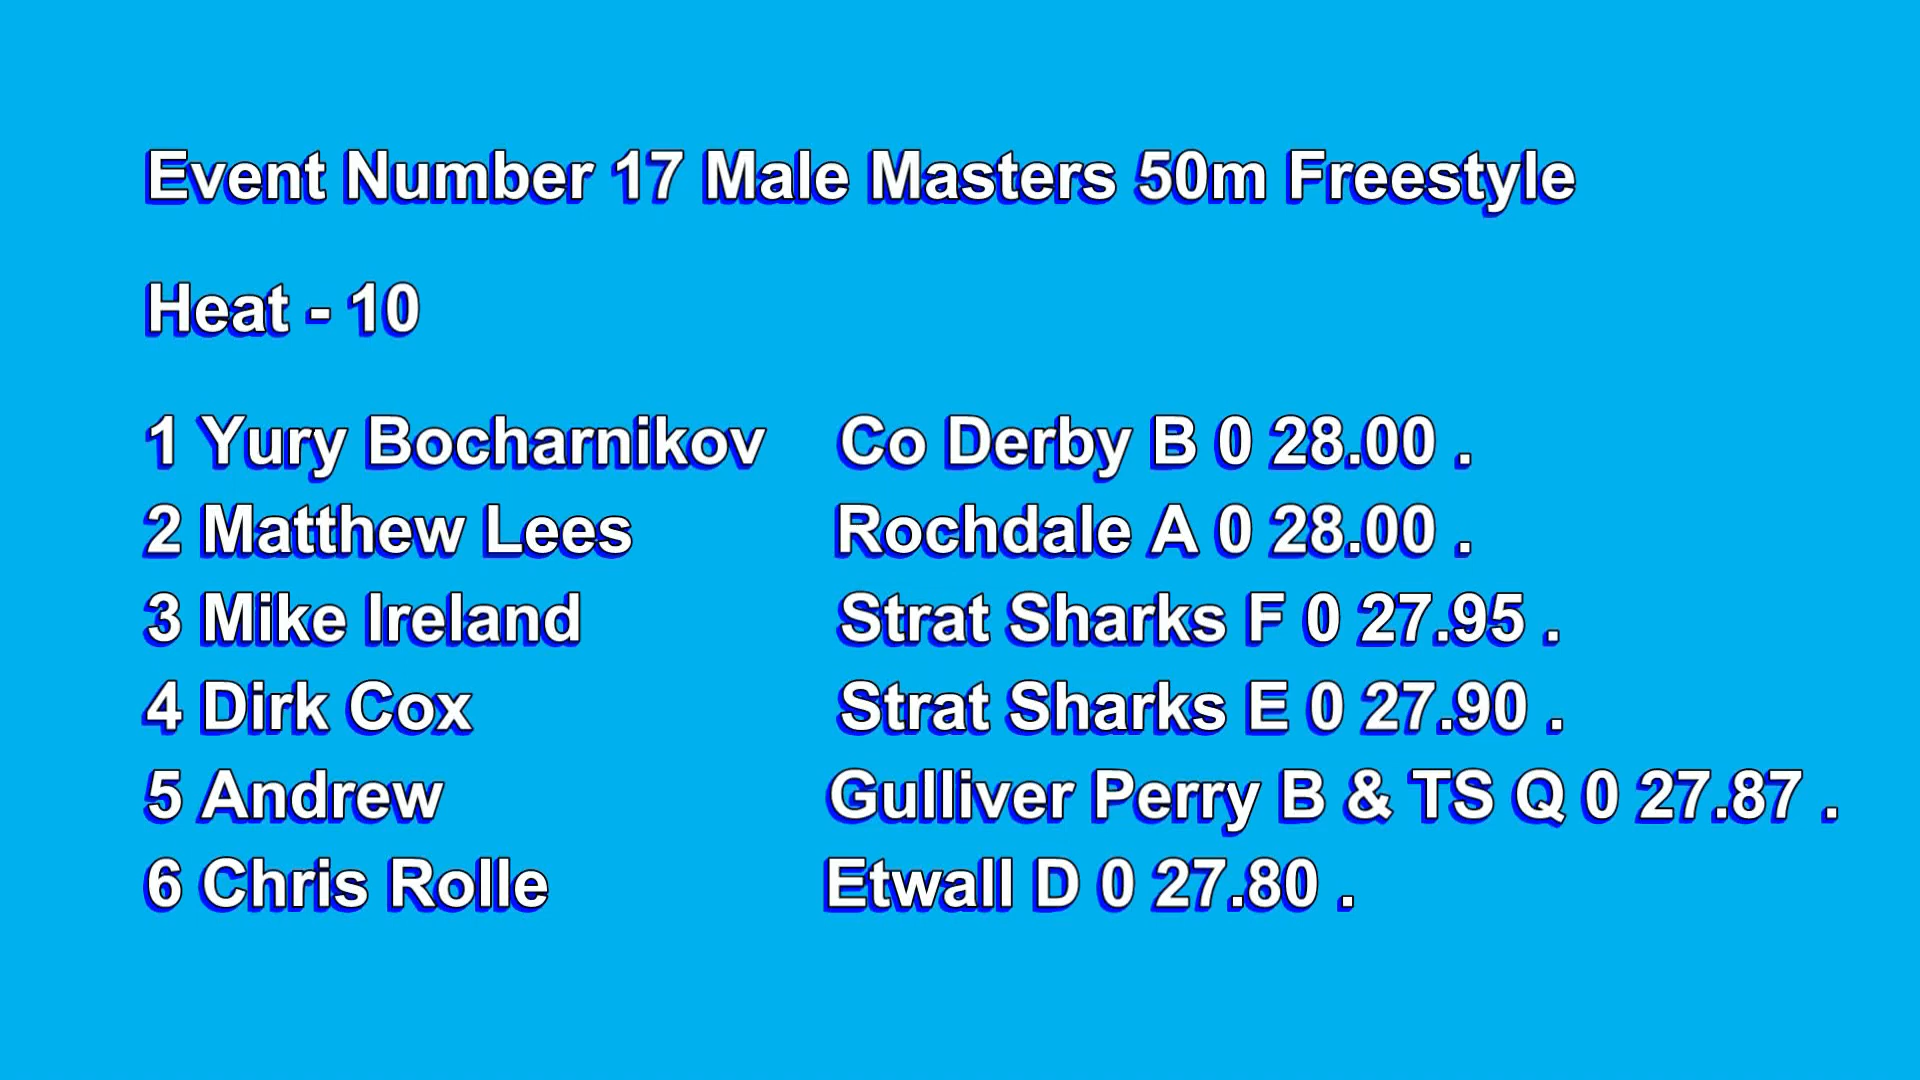 Event Number 17 Male Masters 50m Freestyle
Heat - 10
1 Yury Bocharnikov Co Derby B 0 28.00 .
2 Matthew Lees Rochdale A 0 28.00 .
3 Mike Ireland Strat Sharks F 0 27.95 .
4 Dirk Cox Strat Sharks E 0 27.90 .
5 Andrew Gulliver Perry B & TS Q 0 27.87 .
6 Chris Rolle Etwall D 0 27.80 .